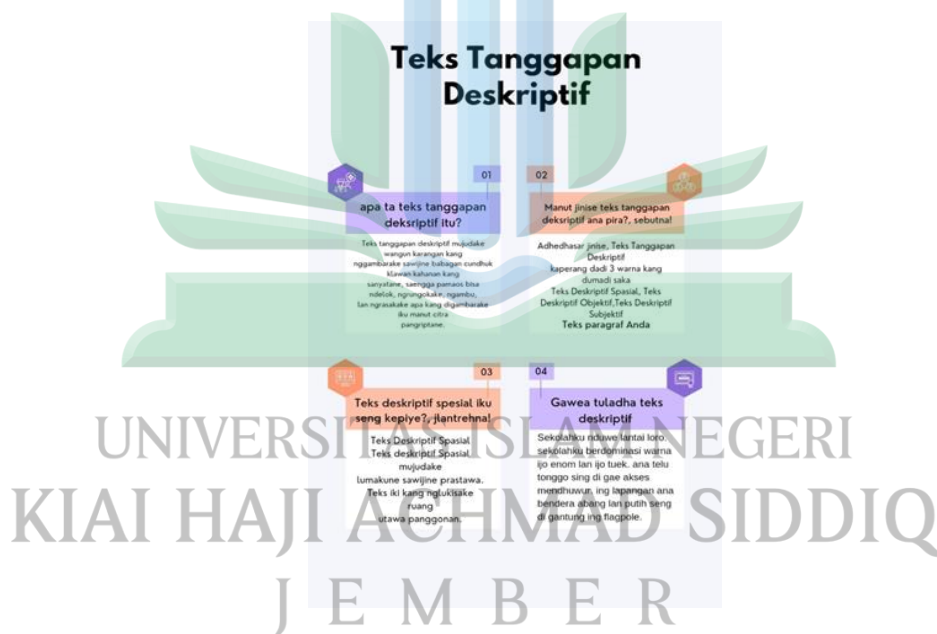 Teks Tanggapan
Deskriptif
01
apa ta teks tanggapan
deksriptif itu?
Teks tanggapan deskriptif mujudake
wangun karangan kang
nggambarake sawijine babagan cundhuk
klawan kahanan kang
sanyatane, saengga pamaos bisa
ndelok, ngrungokake, ngambu,
lan ngrasakake apa kang digambarake
iku manut citra
pangriptane.
02
Manut jinise teks tanggapan
deksriptif ana pira?, sebutna!
Adhedhasar jinise, Teks Tanggapan
Deskriptif
kaperang dadi 3 warna kang
dumadi saka
Teks Deskriptif Spasial, Teks
Deskriptif Objektif,Teks Deskriptif
Subjektif
Teks paragraf Anda
03
Teks deskriptif spesial iku
seng kepiye?, jlantrehna!
Teks Deskriptif Spasial
Teks deskriptif Spasial
mujudake
lumakune sawijine prastawa.
Teks iki kang nglukisake
ruang
utawa panggonan.
04
Gawea tuladha teks
deskriptif
Sekolahku nduwe lantai loro.
sekolahku berdominasi warna
ijo enom lan ijo tuek. ana telu
tonggo sing di gae akses
mendhuwur. ing lapangan ana
bendera abang lan putih seng
di gantung ing flagpole.
UNIVERSITAS ISLAM NEGERI
KIAI HAJI ACHMAD SIDDIQ
JEMBER